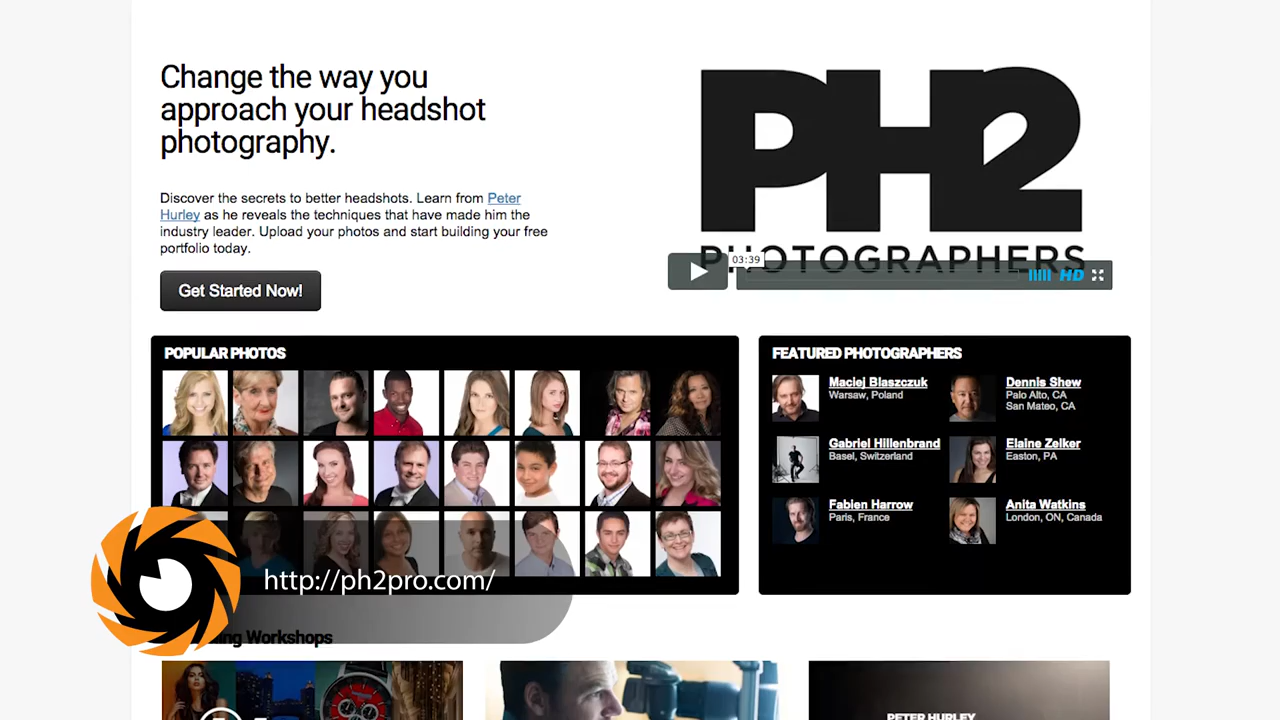 Change the way you
approach your headshot
photography.
Discover the secrets to better headshots. Learn from Peter
Hurley as he reveals the techniques that have made him the
industry leader. Upload your photos and start building your free
portfolio today.
Get Started Now!
PH2
PHOTOGRAPHERS
03:39
HD
POPULAR PHOTOS
FEATURED PHOTOGRAPHERS
Maciej Blaszczuk
Warsaw, Poland
Dennis Shew
Palo Alto, CA
San Mateo, CA
Gabriel Hillenbrand
Basel, Switzerland
Elaine Zelker
Easton, PA
Fabien Harrow
Paris, France
Anita Watkins
London, ON, Canada
http://ph2pro.com/
Workshops
PETER HURLEY